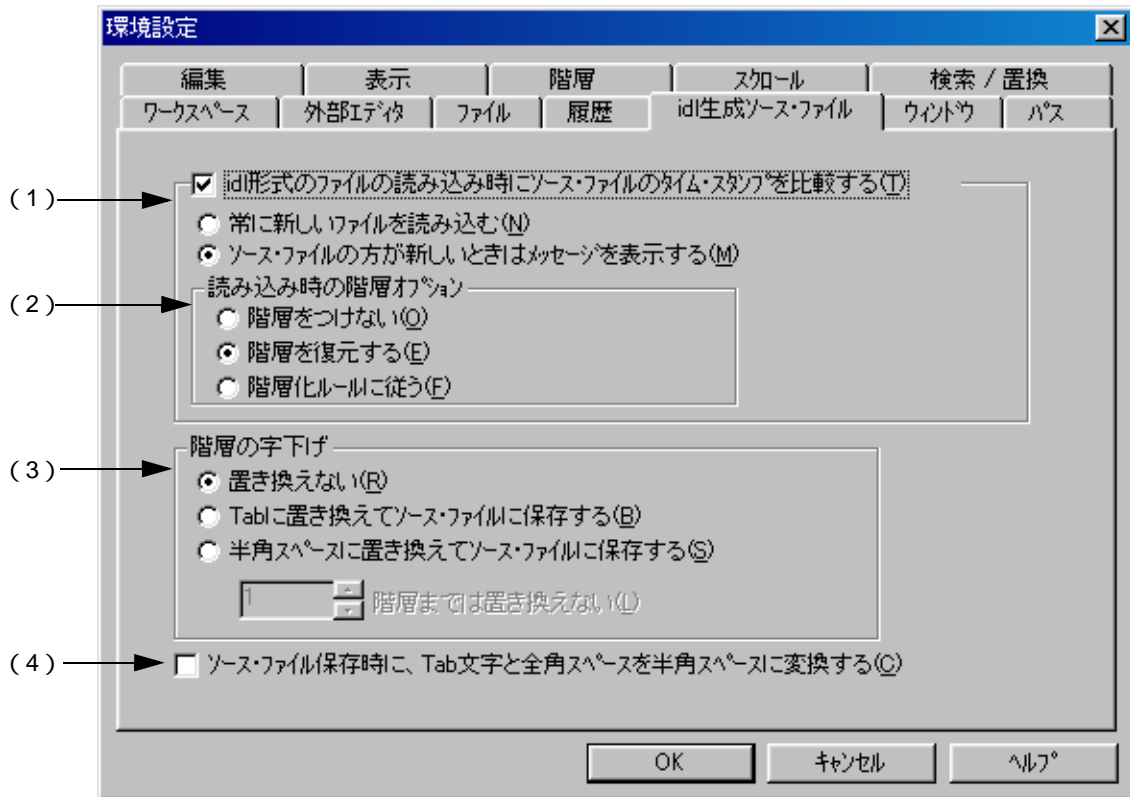 環境設定
編集 表示 階層 ｽｸﾛｰﾙ 検索 / 置換
ﾜｰｸｽﾍﾟｰｽ 外部ｴﾃﾞｨﾀ ﾌｧｲﾙ 履歴 idl生成ｿｰｽ･ﾌｧｲﾙ ｳｨﾝﾄﾞｳ ﾊﾟｽ
(1) idl形式のﾌｧｲﾙの読み込み時にｿｰｽ･ﾌｧｲﾙのﾀｲﾑ･ｽﾀﾝﾌﾟを比較する(T)
常に新しいﾌｧｲﾙを読み込む(N)
ｿｰｽ･ﾌｧｲﾙの方が新しいときはﾒｯｾｰｼﾞを表示する(M)
(2) 読み込み時の階層ｵﾌﾟｼｮﾝ
階層をつけない(O)
階層を復元する(E)
階層化ﾙｰﾙに従う(F)
(3) 階層の字下げ
置き換えない(R)
Tabに置き換えてｿｰｽ･ﾌｧｲﾙに保存する(B)
半角ｽﾍﾟｰｽに置き換えてｿｰｽ･ﾌｧｲﾙに保存する(S)
1 階層までは置き換えない(L)
(4) ｿｰｽ･ﾌｧｲﾙ保存時に、Tab文字と全角ｽﾍﾟｰｽを半角ｽﾍﾟｰｽに変換する(C)
OK ｷｬﾝｾﾙ ﾍﾙﾌﾟ